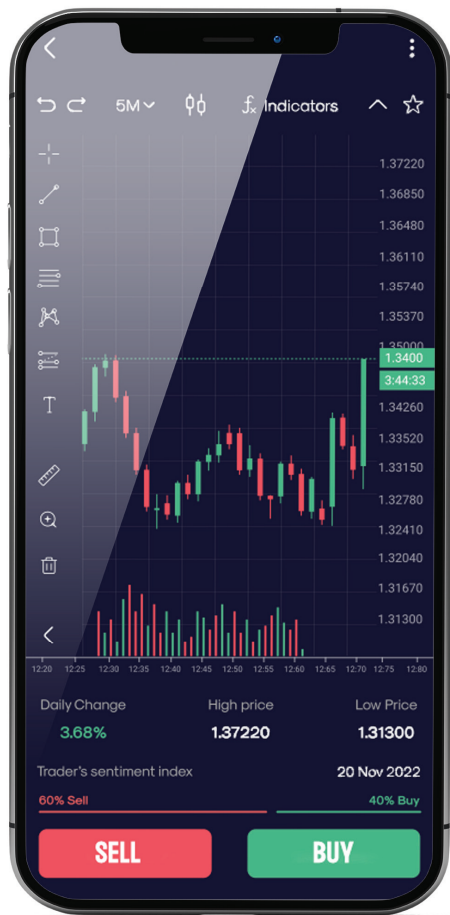 5M
fx Indicators
1.37220
1.36850
1.36480
1.36110
1.35740
1.35370
1.35000
1.3400
3:44:33
1.34260
1.33520
1.33150
1.32780
1.32410
1.32040
1.31670
1.31300
T
12:20 12:25 12:30 12:35 12:40 12:45 12:50 12:55 12:60 12:65 12:70 12:75 12:80
Daily Change High price Low Price
3.68% 1.37220 1.31300
Trader's sentiment index 20 Nov 2022
60% Sell 40% Buy
SELL BUY